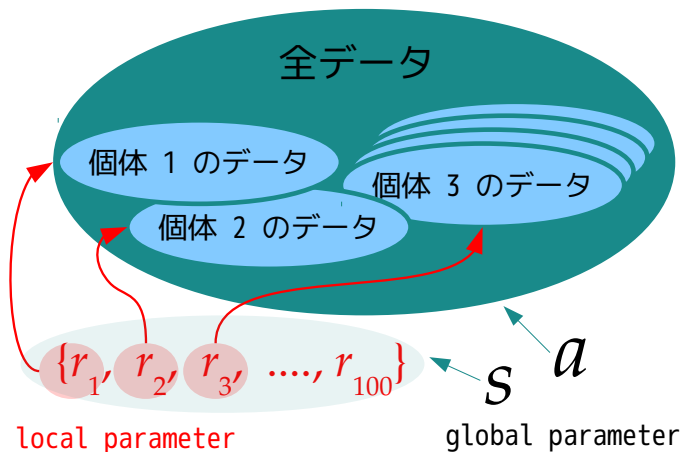 全データ
個体 1 のデータ
個体 3 のデータ
個体 2 のデータ
{r1, r2, r3, ...., r100}
s
a
local parameter
global parameter